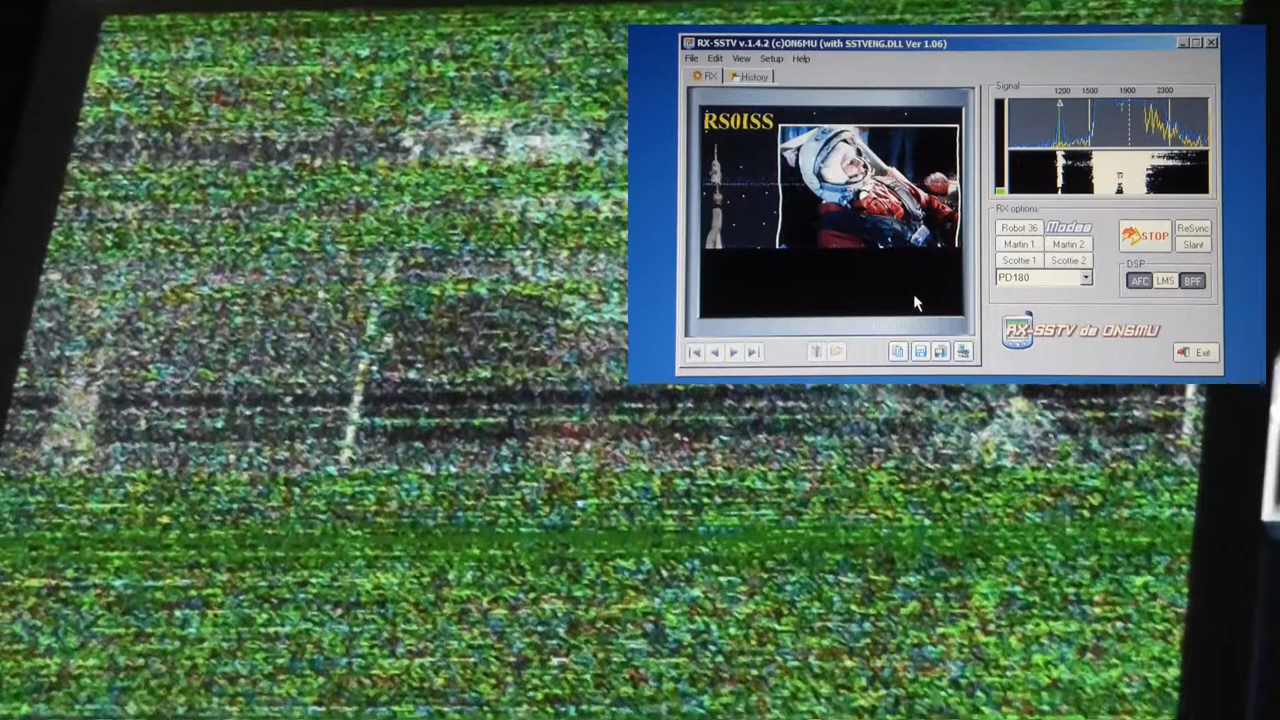 RX-SSTV v.1.4.2 (c)ON6MU (with SSTVENG.DLL Ver 1.06)
File Edit View Setup Help
RX History
RS0ISS
Signal
1200 1500 1900 2300
RX options
Robot 36 Modes
Martin 1 Martin 2
Scottie 1 Scottie 2
PD180
STOP
ReSync
Slant
DSP
AFC LMS BPF
RX-SSTV de ON6MU
Exit